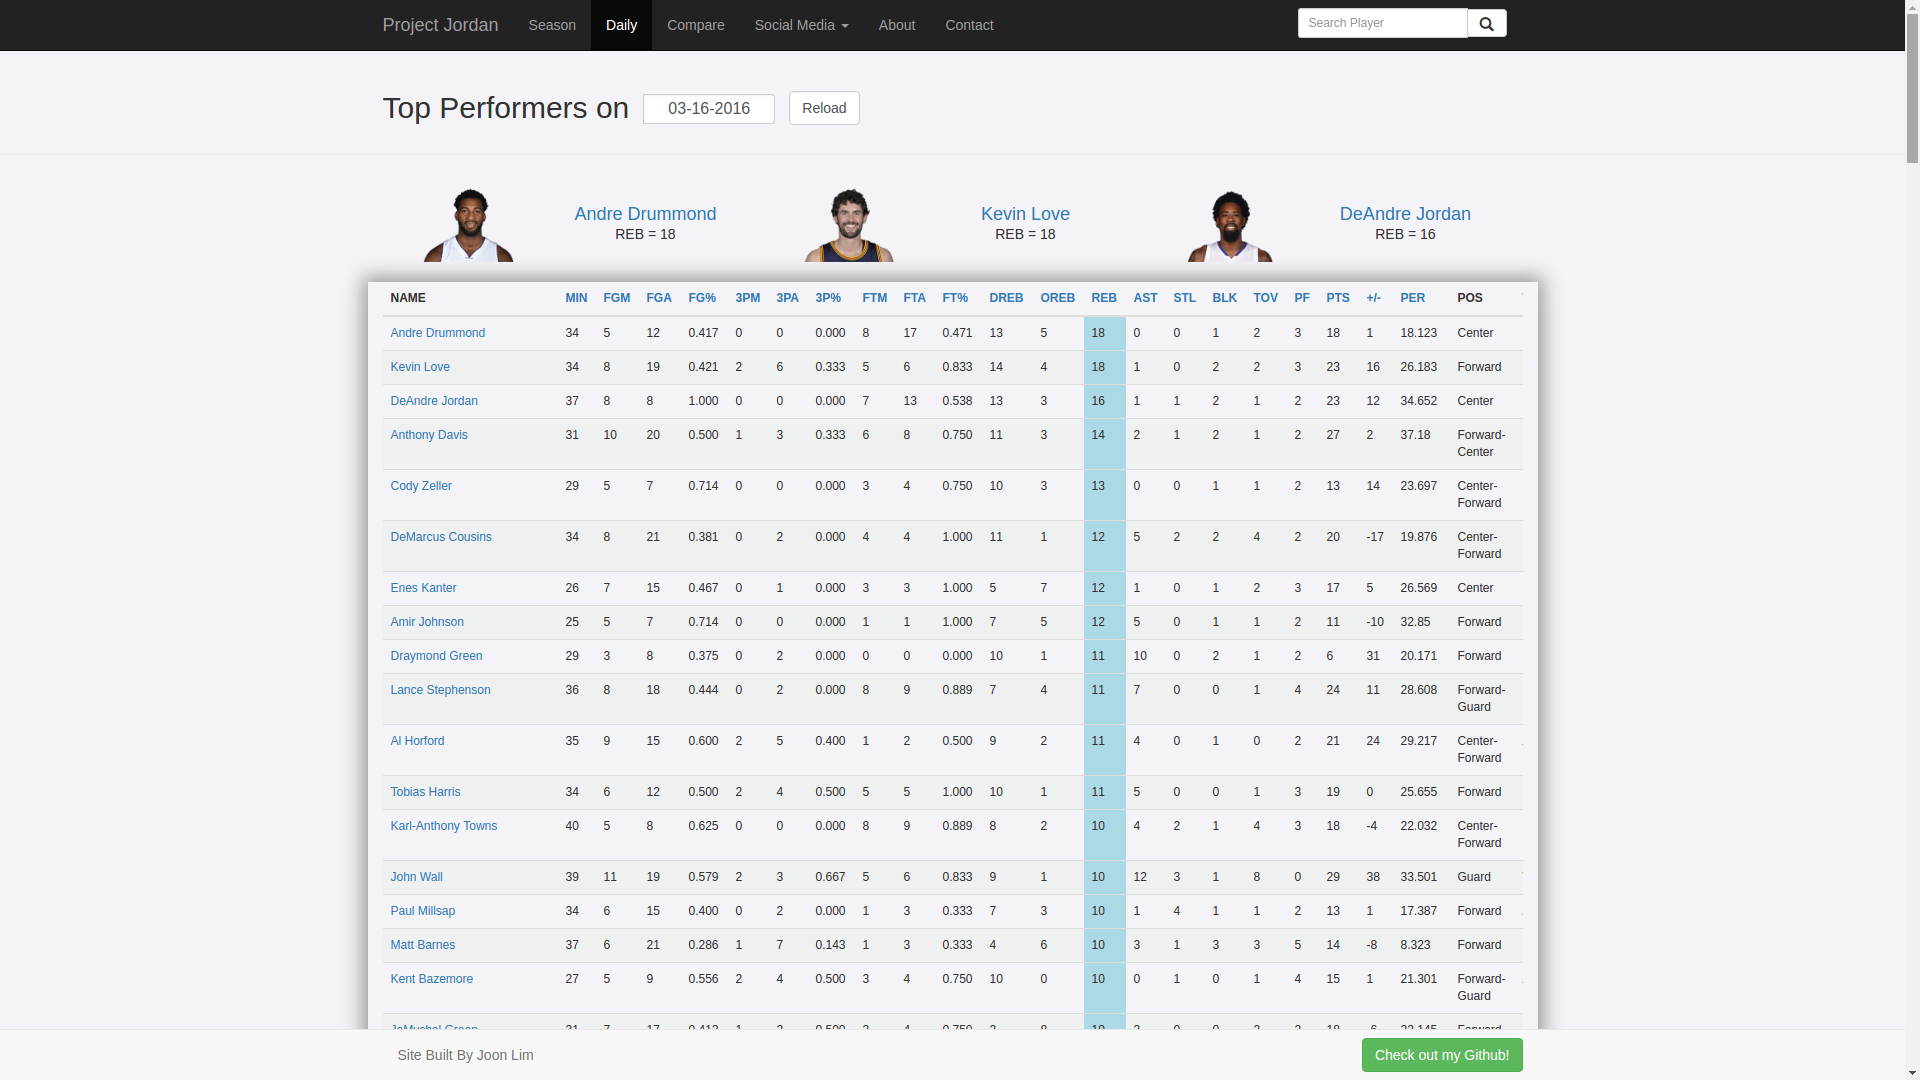 Project Jordan Season Daily Compare Social Media About Contact Search Player
Top Performers on 03-16-2016 Reload
Andre Drummond Kevin Love DeAndre Jordan
REB = 18 REB = 18 REB = 16
NAME MIN FGM FGA FG% 3PM 3PA 3P% FTM FTA FT% DREB OREB REB AST STL BLK TOV PF PTS +/- PER POS
Andre Drummond 34 5 12 0.417 0 0 0.000 8 17 0.471 13 5 18 0 0 1 2 3 18 1 18.123 Center
Kevin Love 34 8 19 0.421 2 6 0.333 5 6 0.833 14 4 18 1 0 2 2 3 23 16 26.183 Forward
DeAndre Jordan 37 8 8 1.000 0 0 0.000 7 13 0.538 13 3 16 1 1 2 1 2 23 12 34.652 Center
Anthony Davis 31 10 20 0.500 1 3 0.333 6 8 0.750 11 3 14 2 1 2 1 2 27 2 37.18 Forward-
Center
Cody Zeller 29 5 7 0.714 0 0 0.000 3 4 0.750 10 3 13 0 0 1 1 2 13 14 23.697 Center-
Forward
DeMarcus Cousins 34 8 21 0.381 0 2 0.000 4 4 1.000 11 1 12 5 2 2 4 2 20 -17 19.876 Center-
Forward
Enes Kanter 26 7 15 0.467 0 1 0.000 3 3 1.000 5 7 12 1 0 1 2 3 17 5 26.569 Center
Amir Johnson 25 5 7 0.714 0 0 0.000 1 1 1.000 7 5 12 5 0 1 1 2 11 -10 32.85 Forward
Draymond Green 29 3 8 0.375 0 2 0.000 0 0 0.000 10 1 11 10 0 2 1 2 6 31 20.171 Forward
Lance Stephenson 36 8 18 0.444 0 2 0.000 8 9 0.889 7 4 11 7 0 0 1 4 24 11 28.608 Forward-
Guard
Al Horford 35 9 15 0.600 2 5 0.400 1 2 0.500 9 2 11 4 0 1 0 2 21 24 29.217 Center-
Forward
Tobias Harris 34 6 12 0.500 2 4 0.500 5 5 1.000 10 1 11 5 0 0 1 3 19 0 25.655 Forward
Karl-Anthony Towns 40 5 8 0.625 0 0 0.000 8 9 0.889 8 2 10 4 2 1 4 3 18 -4 22.032 Center-
Forward
John Wall 39 11 19 0.579 2 3 0.667 5 6 0.833 9 1 10 12 3 1 8 0 29 38 33.501 Guard
Paul Millsap 34 6 15 0.400 0 2 0.000 1 3 0.333 7 3 10 1 4 1 1 2 13 1 17.387 Forward
Matt Barnes 37 6 21 0.286 1 7 0.143 1 3 0.333 4 6 10 3 1 3 3 5 14 -8 8.323 Forward
Kent Bazemore 27 5 9 0.556 2 4 0.500 3 4 0.750 10 0 10 0 1 0 1 4 15 1 21.301 Forward-
Guard
Site Built By Joon Lim Check out my Github!